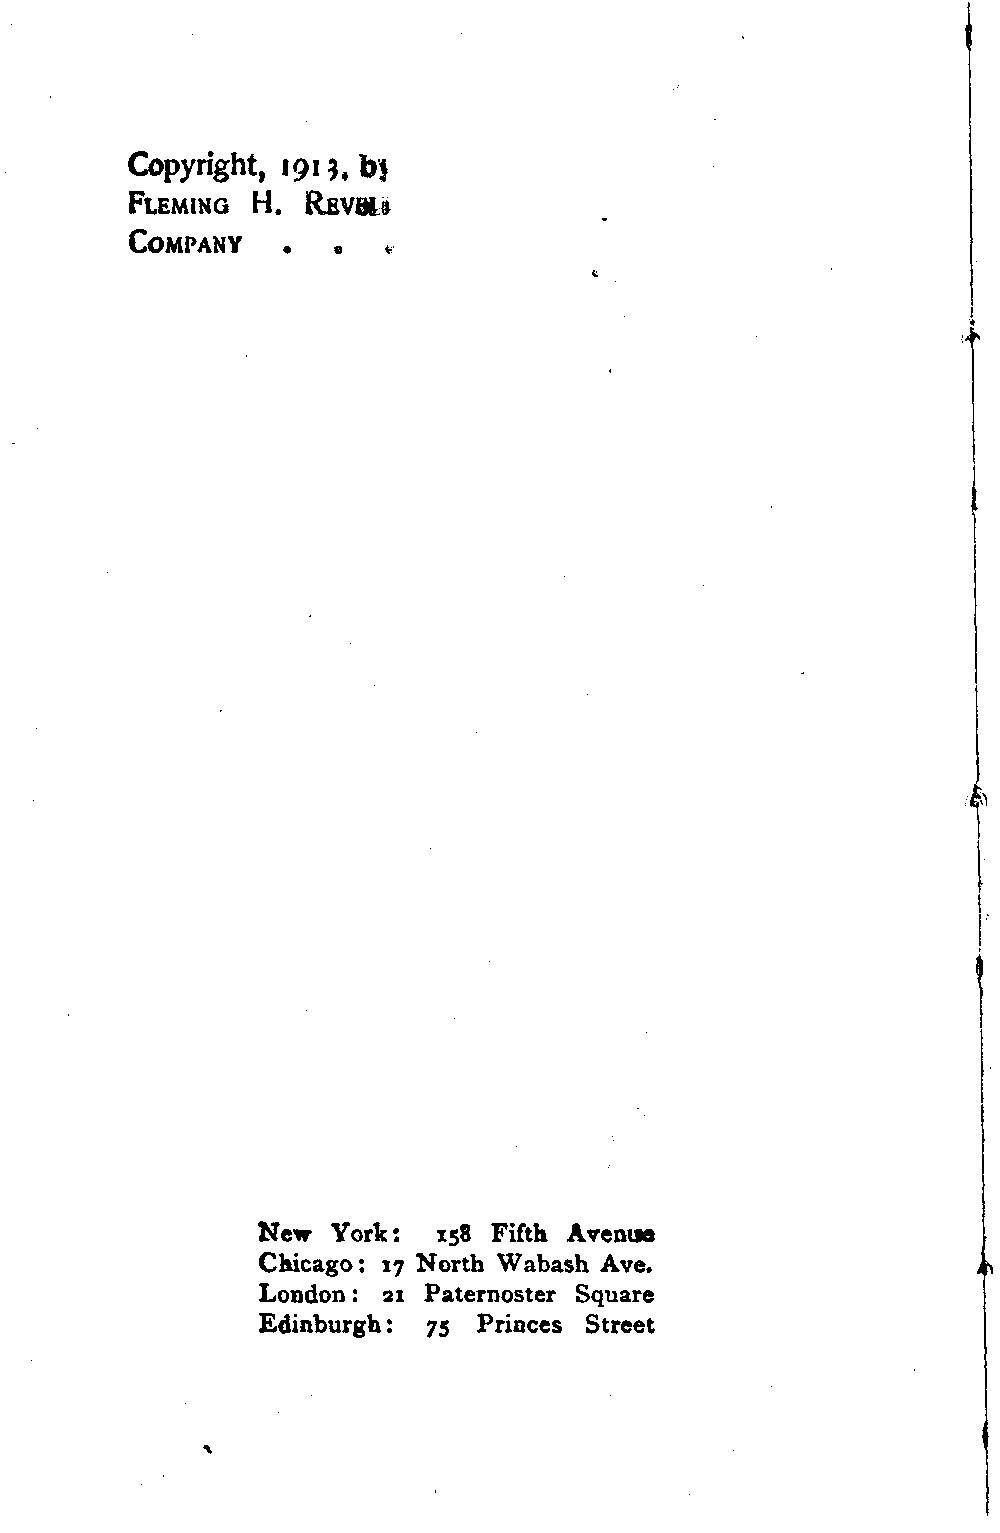 Copyright, 1913, by
FLEMING H. REVELL
COMPANY . . .
New York: 158 Fifth Avenue
Chicago: 17 North Wabash Ave.
London: 21 Paternoster Square
Edinburgh: 75 Princes Street